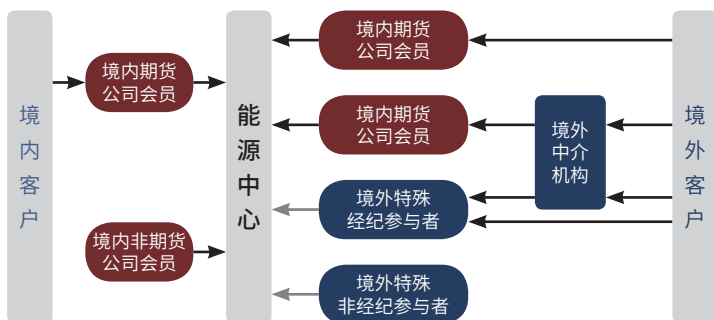 境内客户
境内期货
公司会员
境内非期货
公司会员
能源中心
境内期货
公司会员
境内期货
公司会员
境外特殊
经纪参与者
境外特殊
非经纪参与者
境外
中介
机构
境外客户